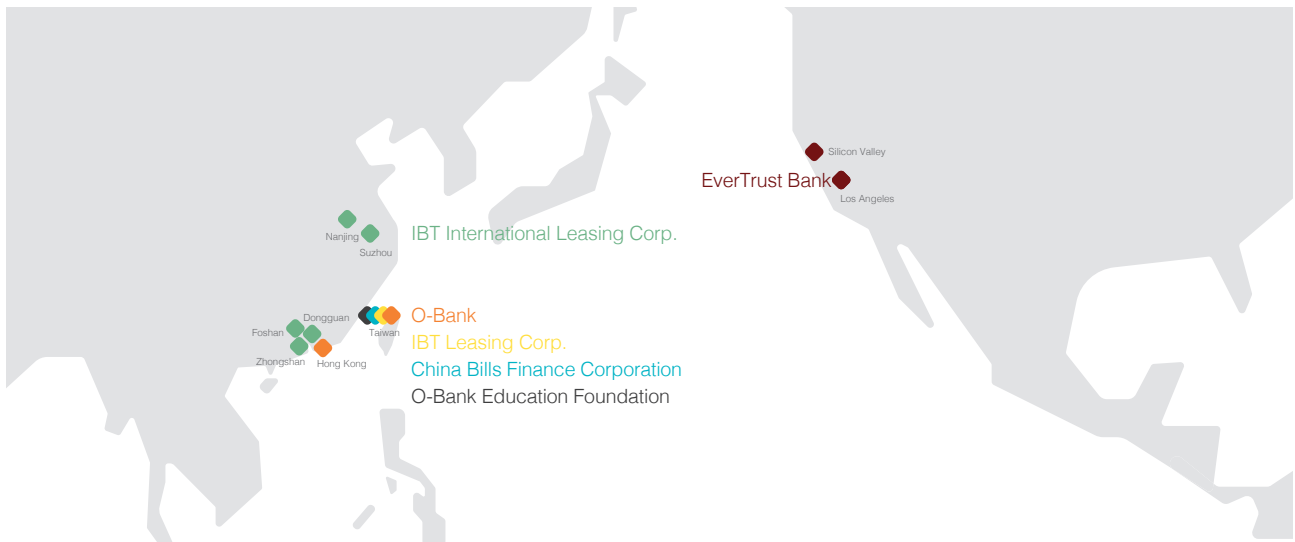 Silicon Valley
EverTrust Bank
Los Angeles
Nanjing
IBT International Leasing Corp.
Suzhou
Dongguan
O-Bank
Foshan
Taiwan
IBT Leasing Corp.
Zhongshan
Hong Kong
China Bills Finance Corporation
O-Bank Education Foundation